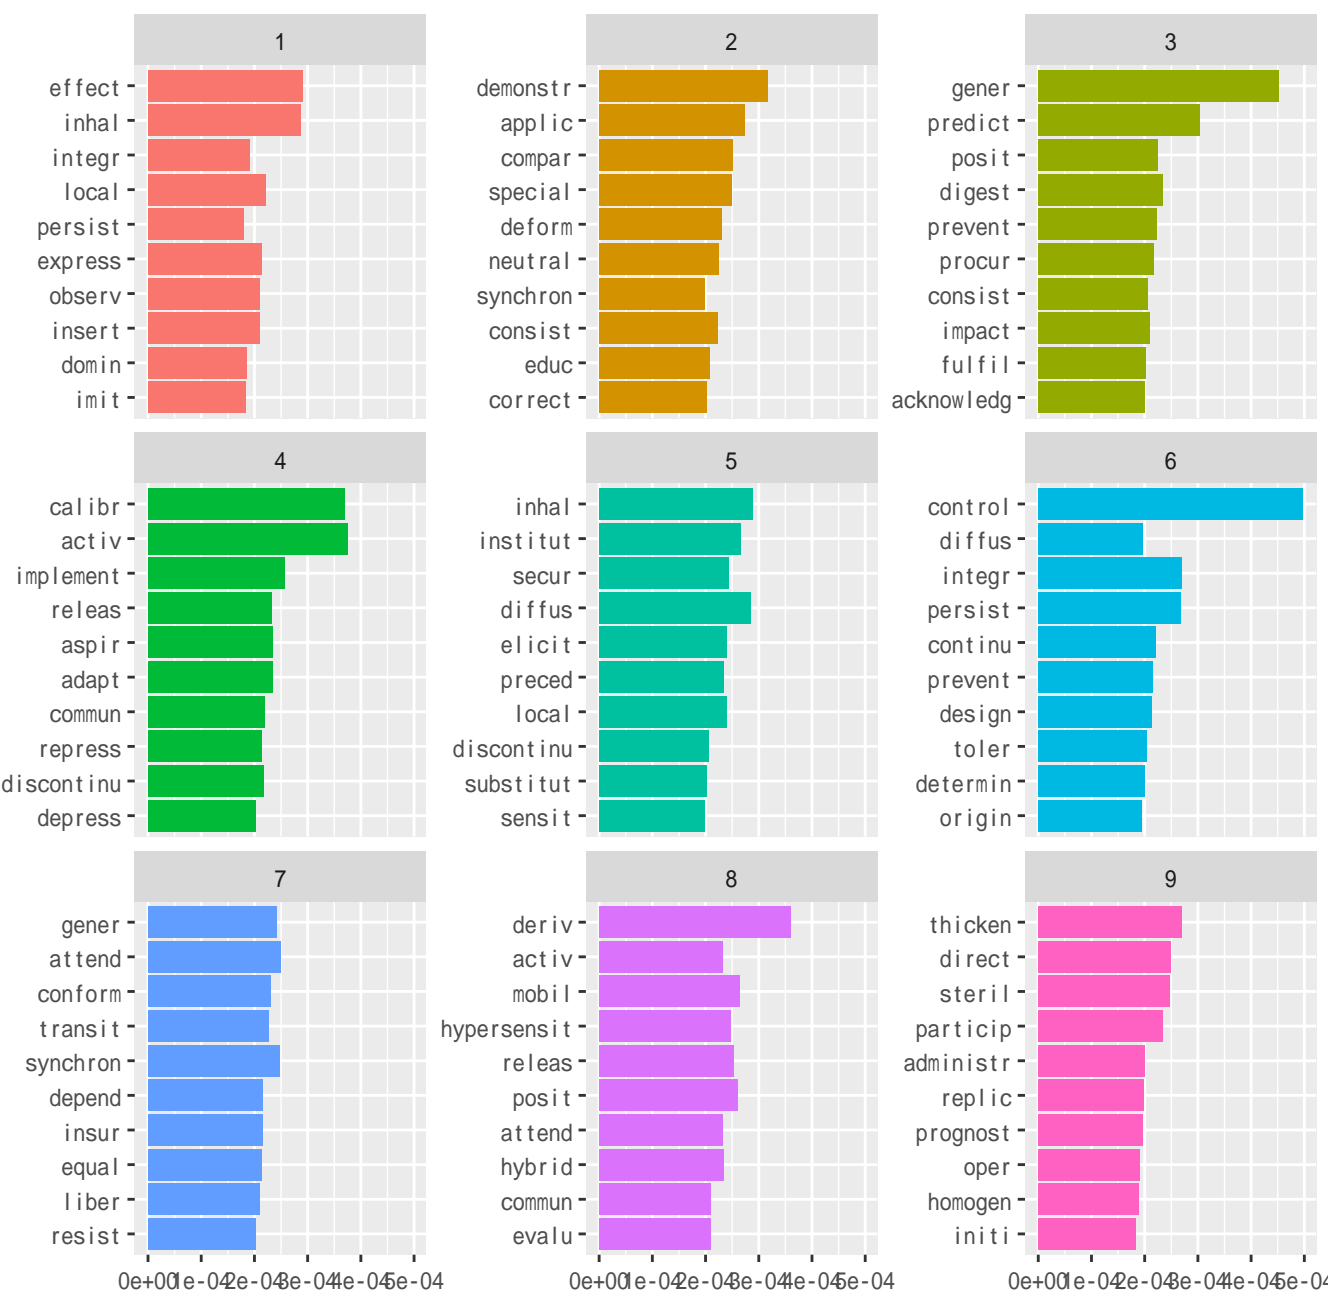 1
effect
inhal
integr
local
persist
express
observ
insert
domin
imit
2
demonstr
applic
compar
special
deform
neutral
synchron
consist
educ
correct
3
gener
predict
posit
digest
prevent
procur
consist
impact
fulfil
acknowledg
4
calibr
activ
implement
releas
aspir
adapt
commun
repress
discontinu
depress
5
inhal
institut
secur
diffus
elicit
preced
local
discontinu
substitut
sensit
6
control
diffus
integr
persist
continu
prevent
design
toler
determin
origin
7
gener
attend
conform
transit
synchron
depend
insur
equal
liber
resist
8
deriv
activ
mobil
hypersensit
releas
posit
attend
hybrid
commun
evalu
9
thicken
direct
steril
particip
administr
replic
prognost
oper
homogen
initi
0e+00 1e-04 2e-04 3e-04 4e-04 5e-04
0e+00 1e-04 2e-04 3e-04 4e-04 5e-04
0e+00 1e-04 2e-04 3e-04 4e-04 5e-04